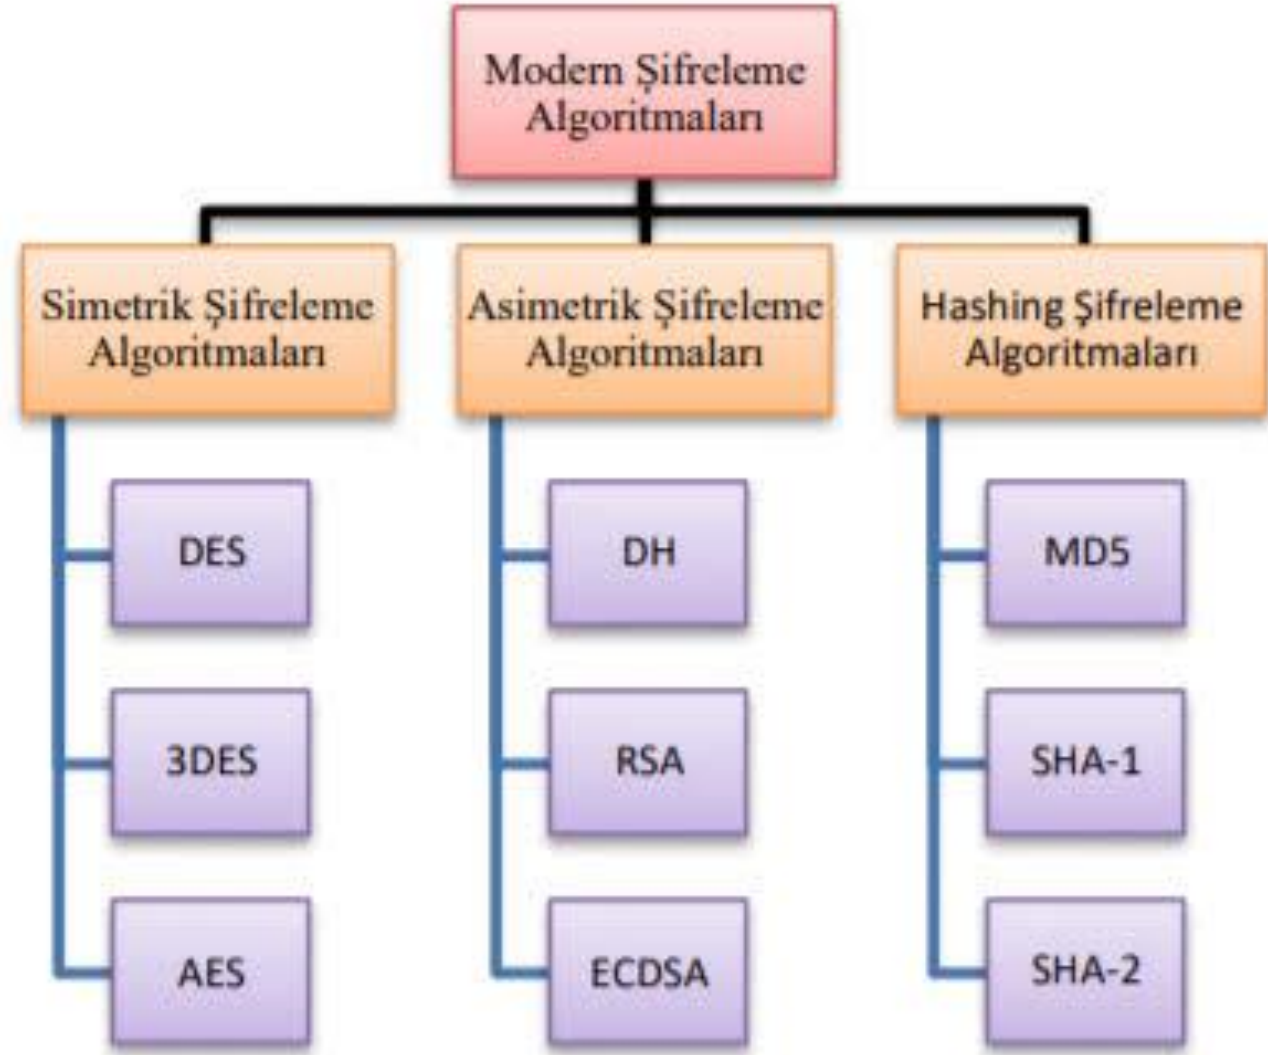 Modern Şifreleme
Algoritmaları
Simetrik Şifreleme
Algoritmaları
Asimetrik Şifreleme
Algoritmaları
Hashing Şifreleme
Algoritmaları
DES
DH
MD5
3DES
RSA
SHA-1
AES
ECDSA
SHA-2